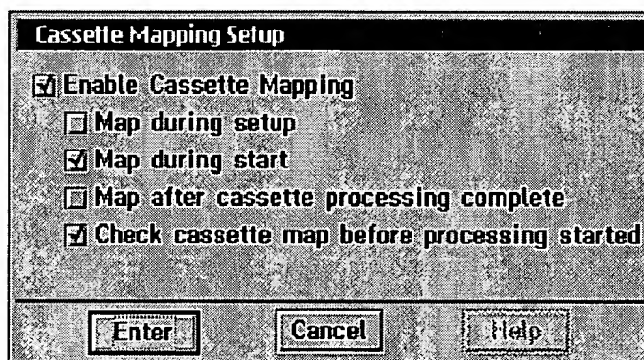 Cassette Mapping Setup
Enable Cassette Mapping
Map during setup
Map during start
Map after cassette processing complete
Check cassette map before processing started
Enter Cancel Help